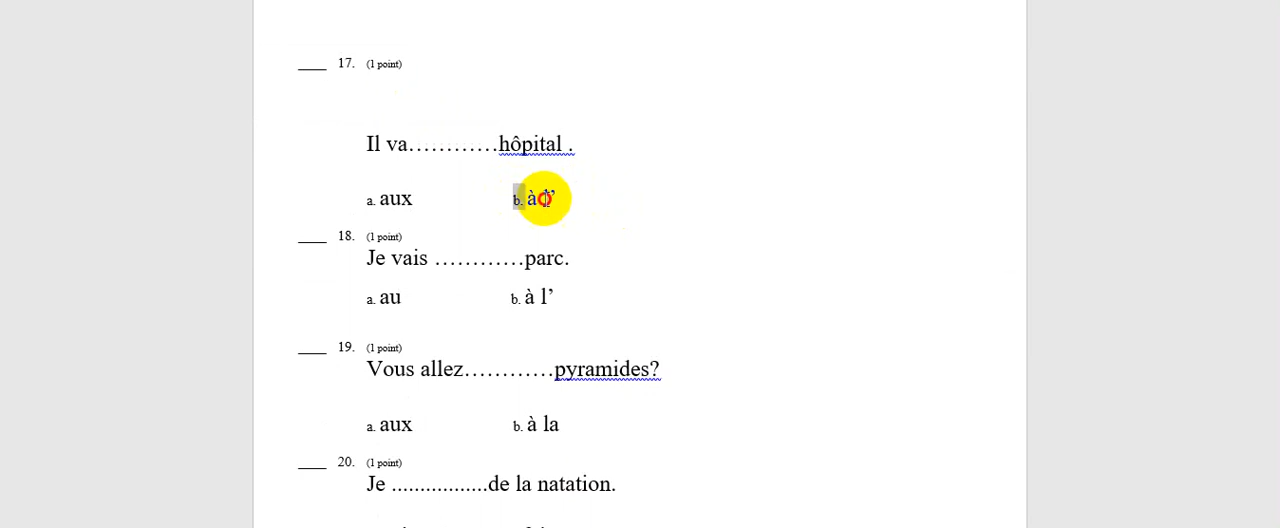 ____ 17. (1 point)
Il va…………hôpital .
a. aux b. à
____ 18. (1 point)
Je vais …………parc.
a. au b. à l’
____ 19. (1 point)
Vous allez…………pyramides?
a. aux b. à la
____ 20. (1 point)
Je .................de la natation.